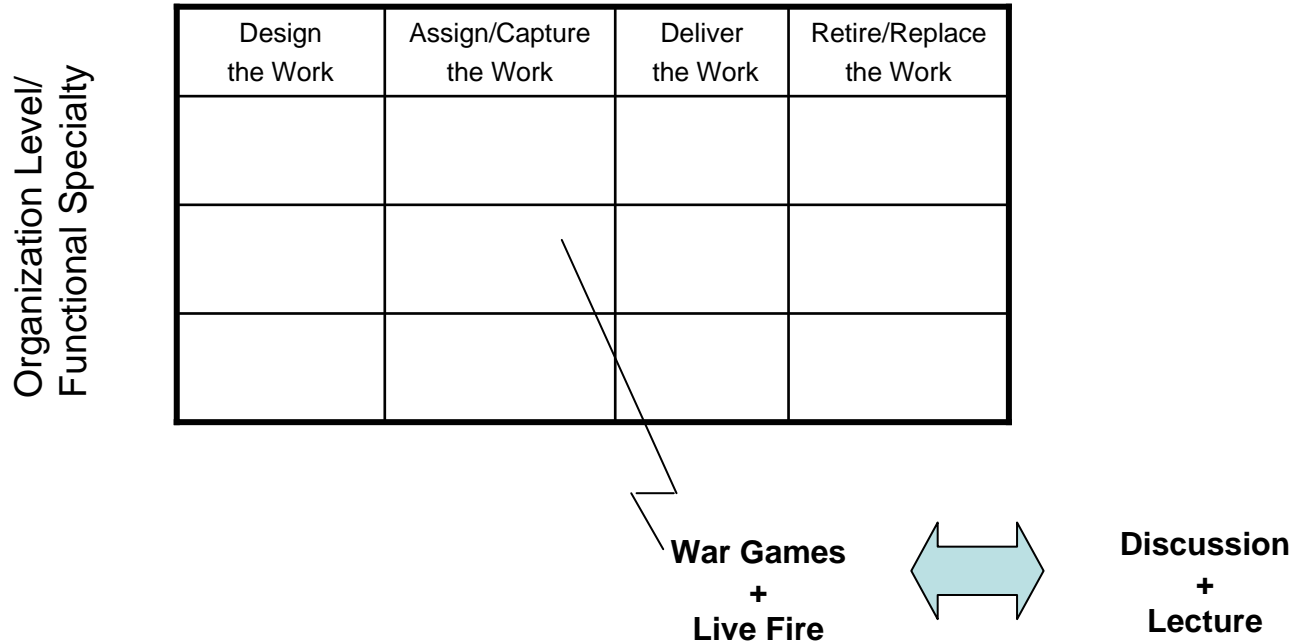 Organization Level/
Functional Specialty
Design
the Work
Assign/Capture
the Work
Deliver
the Work
Retire/Replace
the Work
War Games
+
Live Fire
Discussion
+
Lecture